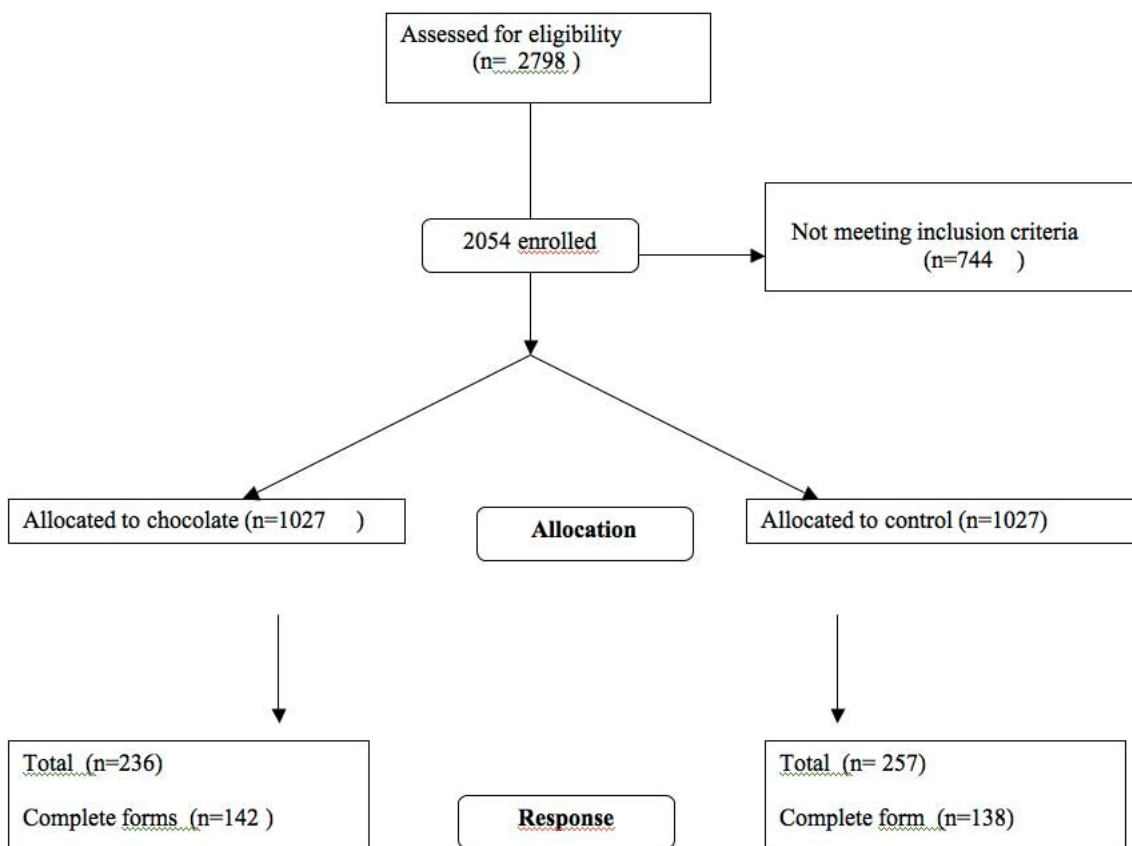 Assessed for eligibility
(n=  2798 )
2054 enrolled
Not meeting inclusion criteria
(n=744    )
Allocated to chocolate (n=1027     )
Allocation
Allocated to control (n=1027)
Total  (n=236)
Complete forms  (n=142 )
Response
Total  (n= 257)
Complete form  (n=138)